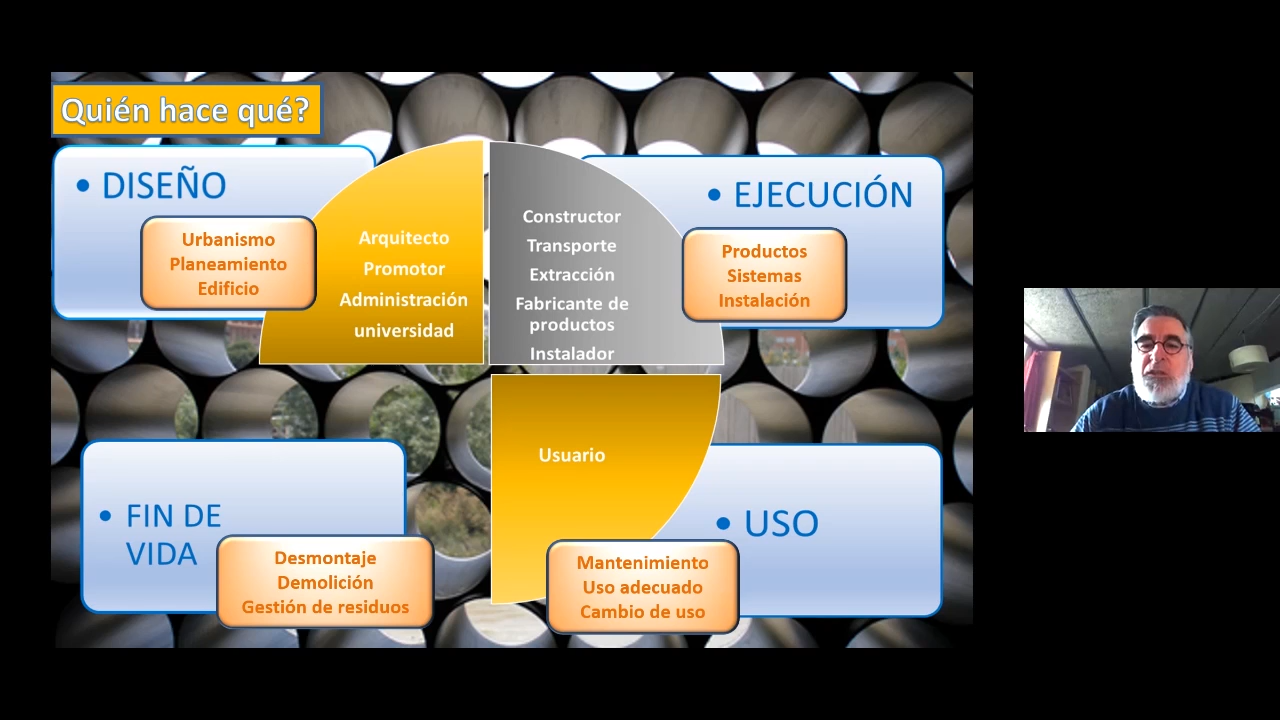 Quién hace qué?
• DISEÑO
Urbanismo
Planeamiento
Edificio
Arquitecto
Promotor
Administración
universidad
Constructor
Transporte
Extracción
Fabricante de
productos
Instalador
• EJECUCIÓN
Productos
Sistemas
Instalación
• FIN DE
VIDA
Desmontaje
Demolición
Gestión de residuos
Usuario
• USO
Mantenimiento
Uso adecuado
Cambio de uso